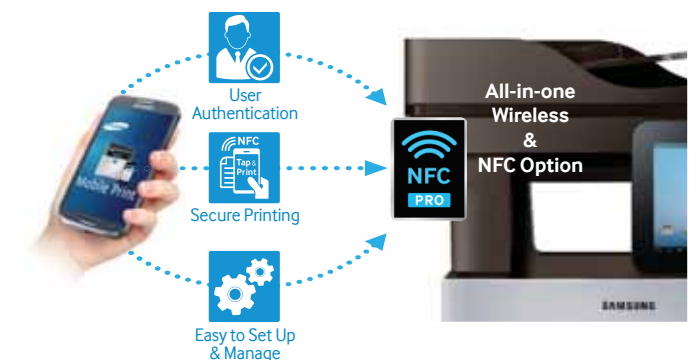 User
Authentication
NFC
Tap &
Print
Secure Printing
Easy to Set Up
& Manage
Mobile Print
NFC
PRO
All-in-one
Wireless
&
NFC Option
SAMSUNG